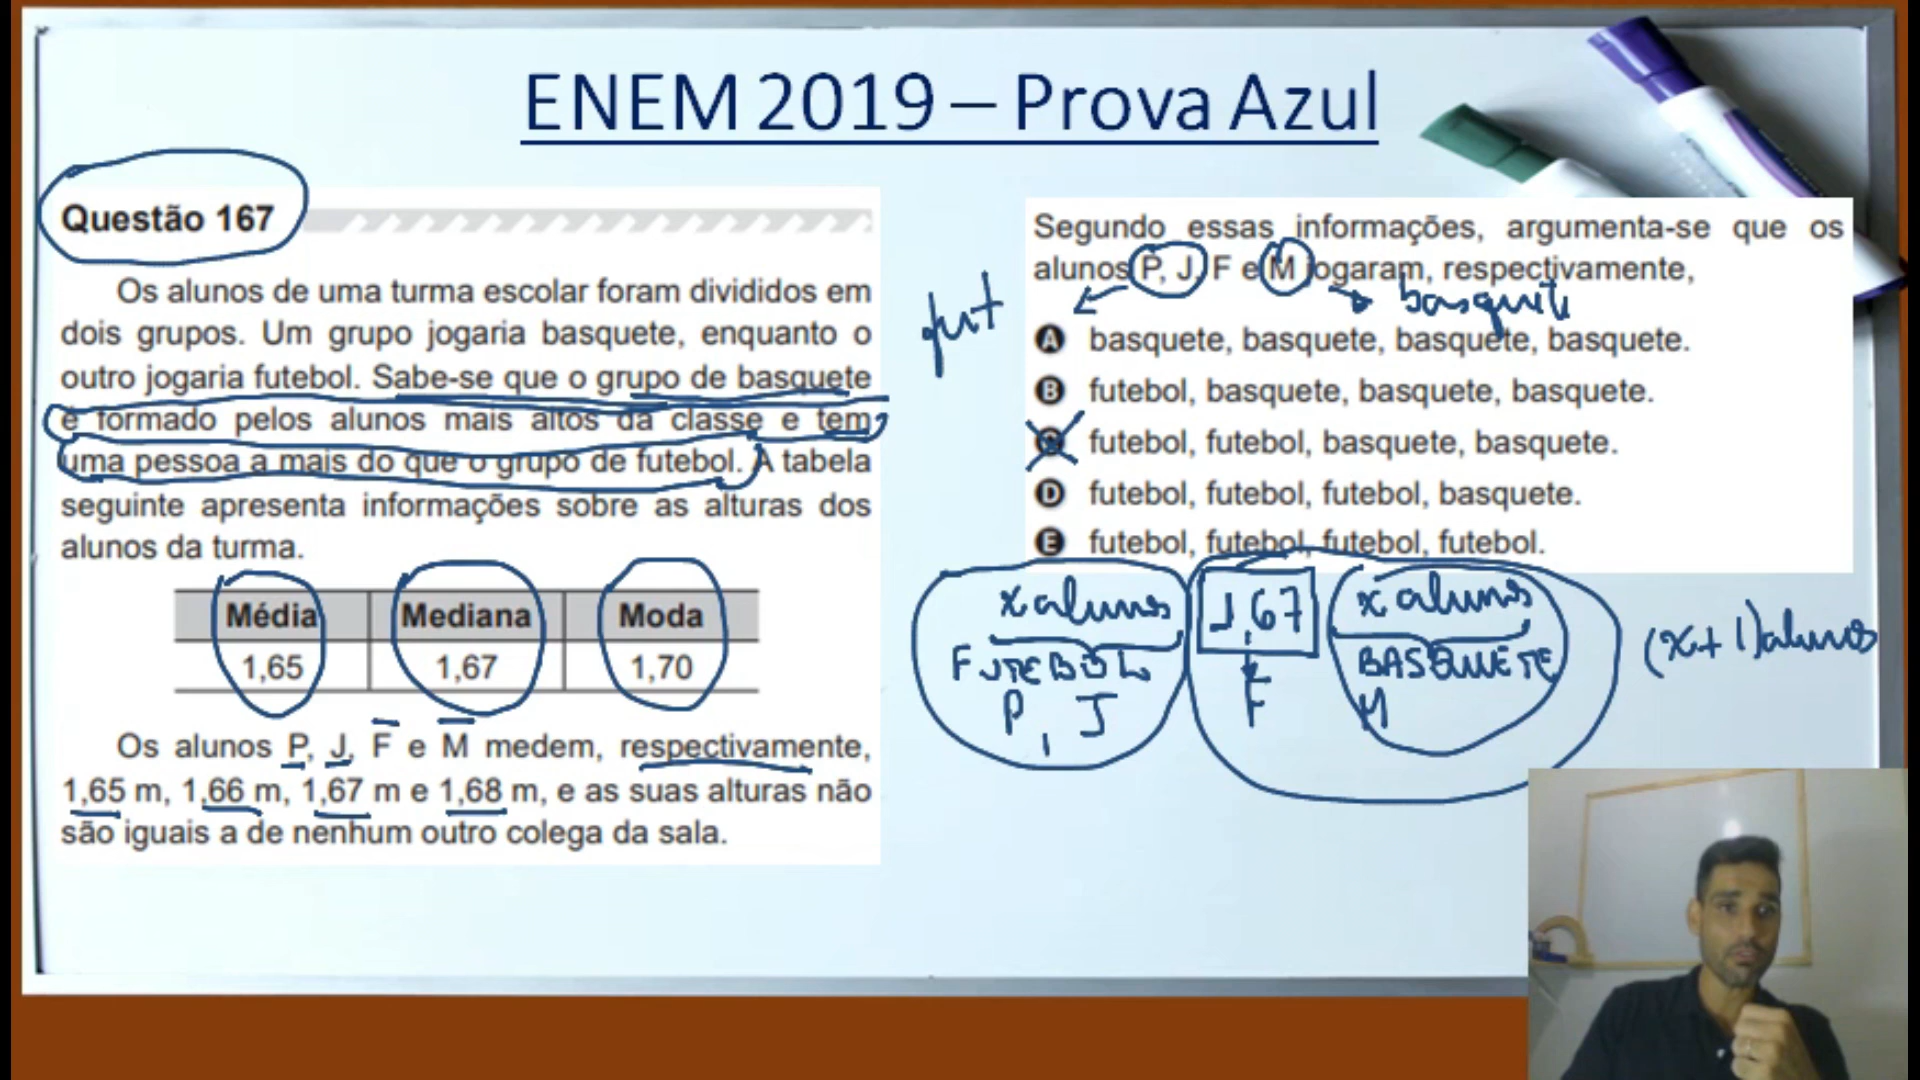 ENEM 2019 – Prova Azul
Questão 167
Os alunos de uma turma escolar foram divididos em
dois grupos. Um grupo jogaria basquete, enquanto o
outro jogaria futebol. Sabe-se que o grupo de basquete
é formado pelos alunos mais altos da classe e tem
uma pessoa a mais do que o grupo de futebol. A tabela
seguinte apresenta informações sobre as alturas dos
alunos da turma.
Média Mediana Moda
1,65 1,67 1,70
Os alunos P, J, F e M medem, respectivamente,
1,65 m, 1,66 m, 1,67 m e 1,68 m, e as suas alturas não
são iguais a de nenhum outro colega da sala.
Segundo essas informações, argumenta-se que os
alunos P, J, F e M jogaram, respectivamente,
fut
basquete
A basquete, basquete, basquete, basquete.
B futebol, basquete, basquete, basquete.
C futebol, futebol, basquete, basquete.
D futebol, futebol, futebol, basquete.
E futebol, futebol, futebol, futebol.
x alunos 1,67 x alunos
(x+1) alunos
FUTEBOL BASQUETE
P, J F M